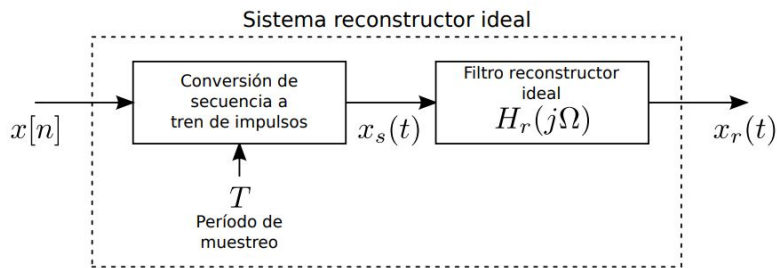 Sistema reconstructor ideal
Conversión de
secuencia a
tren de impulsos
Filtro reconstructor
ideal
H_r(jΩ)
x[n]
x_s(t)
x_r(t)
T
Período de
muestreo